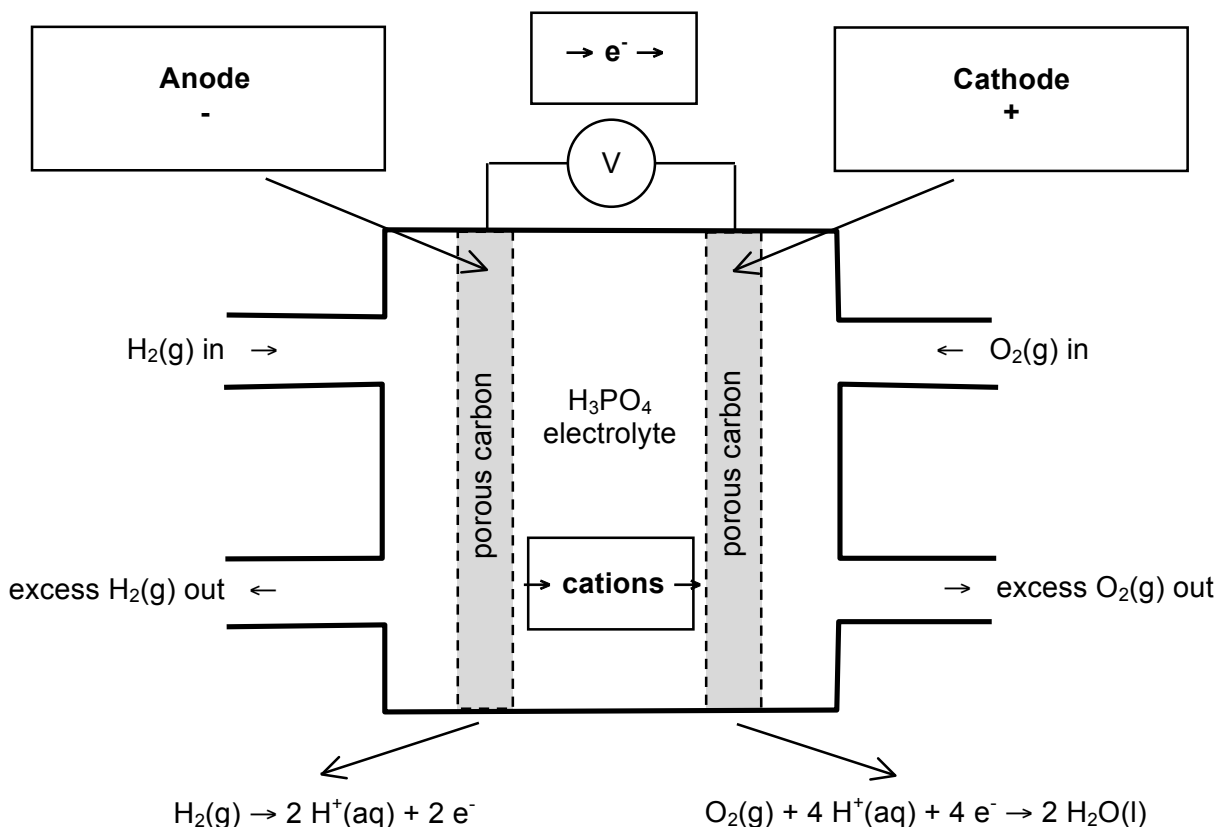 → e⁻ →
Anode
-
Cathode
+
V
H₂(g) in →
← O₂(g) in
porous carbon
H₃PO₄
electrolyte
porous carbon
→ cations →
excess H₂(g) out ←
→ excess O₂(g) out
H₂(g) → 2 H⁺(aq) + 2 e⁻
O₂(g) + 4 H⁺(aq) + 4 e⁻ → 2 H₂O(l)